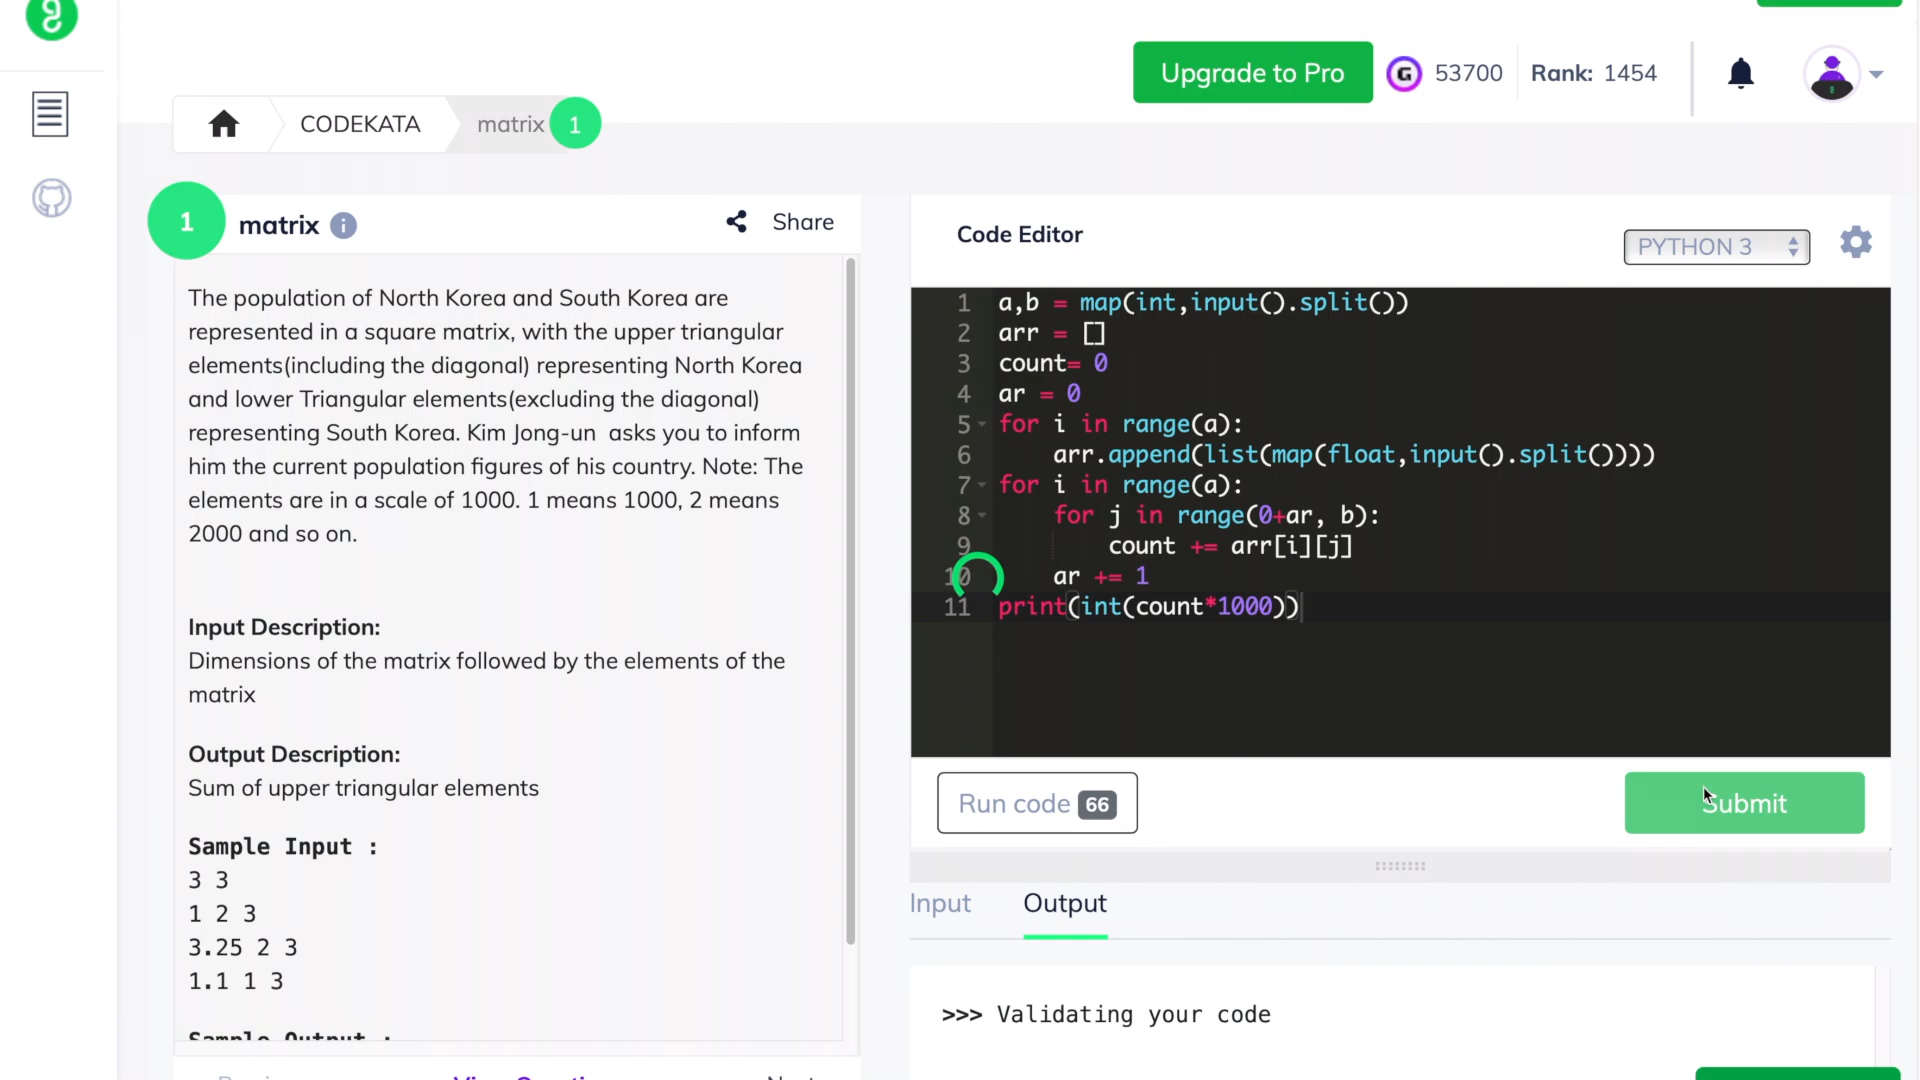 Upgrade to Pro
53700
Rank: 1454
CODEKATA
matrix 1
1 matrix
Share
The population of North Korea and South Korea are
represented in a square matrix, with the upper triangular
elements(including the diagonal) representing North Korea
and lower Triangular elements(excluding the diagonal)
representing South Korea. Kim Jong-un  asks you to inform
him the current population figures of his country. Note: The
elements are in a scale of 1000. 1 means 1000, 2 means
2000 and so on.
Input Description:
Dimensions of the matrix followed by the elements of the
matrix
Output Description:
Sum of upper triangular elements
Sample Input :
3 3
1 2 3
3.25 2 3
1.1 1 3
Sample Output :
Code Editor
PYTHON 3
1 a,b = map(int,input().split())
2 arr = []
3 count= 0
4 ar = 0
5 for i in range(a):
6 arr.append(list(map(float,input().split())))
7 for i in range(a):
8 for j in range(0+ar, b):
9 count += arr[i][j]
10 ar += 1
11 print(int(count*1000))
Run code 66
Submit
Input
Output
>>> Validating your code